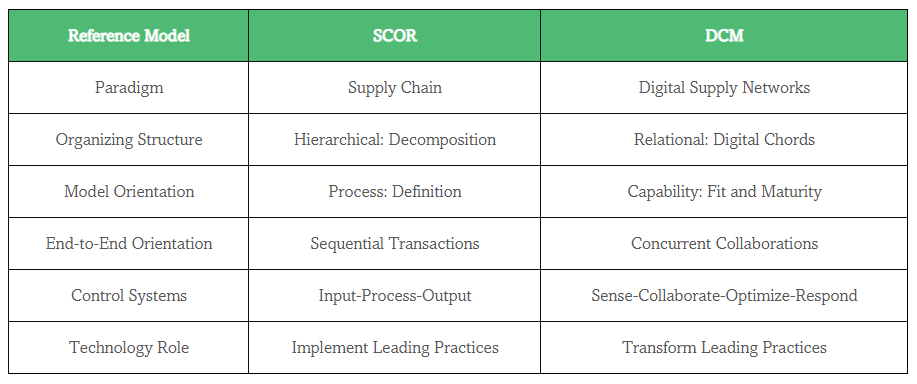 Reference Model SCOR DCM
Paradigm Supply Chain Digital Supply Networks
Organizing Structure Hierarchical: Decomposition Relational: Digital Chords
Model Orientation Process: Definition Capability: Fit and Maturity
End-to-End Orientation Sequential Transactions Concurrent Collaborations
Control Systems Input-Process-Output Sense-Collaborate-Optimize-Respond
Technology Role Implement Leading Practices Transform Leading Practices